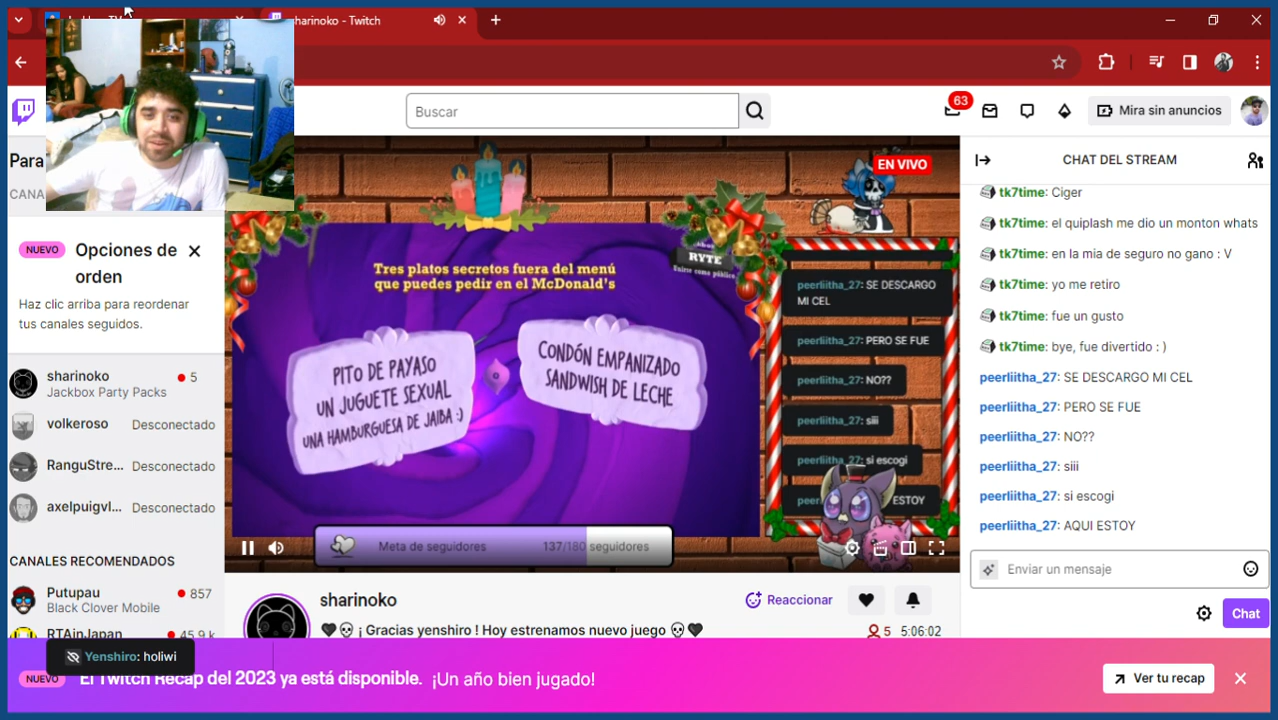 sharinoko - Twitch
Buscar
63
Mira sin anuncios
Para
CANA
NUEVO
Opciones de
orden
Haz clic arriba para reordenar
tus canales seguidos.
sharinoko
5
Jackbox Party Packs
volkeroso
Desconectado
RanguStre...
Desconectado
axelpuigvl...
Desconectado
CANALES RECOMENDADOS
Putupau
857
Black Clover Mobile
RTAinJapan
45,9 k
EN VIVO
RYTE
Tres platos secretos fuera del menú
que puedes pedir en el McDonald's
PITO DE PAYASO
UN JUGUETE SEXUAL
UNA HAMBURGUESA DE JAIBA :)
CONDÓN EMPANIZADO
SANDWISH DE LECHE
peerliitha_27: SE DESCARGO
MI CEL
peerliitha_27: PERO SE FUE
peerliitha_27: NO??
peerliitha_27: siii
peerliitha_27: si escogi
peer
ESTOY
Meta de seguidores
137/180 seguidores
sharinoko
Reaccionar
¡ Gracias yenshiro ! Hoy estrenamos nuevo juego
5
5:06:02
CHAT DEL STREAM
tk7time: Ciger
tk7time: el quiplash me dio un monton whats
tk7time: en la mia de seguro no gano : V
tk7time: yo me retiro
tk7time: fue un gusto
tk7time: bye, fue divertido : )
peerliitha_27: SE DESCARGO MI CEL
peerliitha_27: PERO SE FUE
peerliitha_27: NO??
peerliitha_27: siii
peerliitha_27: si escogi
peerliitha_27: AQUI ESTOY
Enviar un mensaje
Chat
Yenshiro: holiwi
NUEVO
El Twitch Recap del 2023 ya está disponible.
¡Un año bien jugado!
Ver tu recap